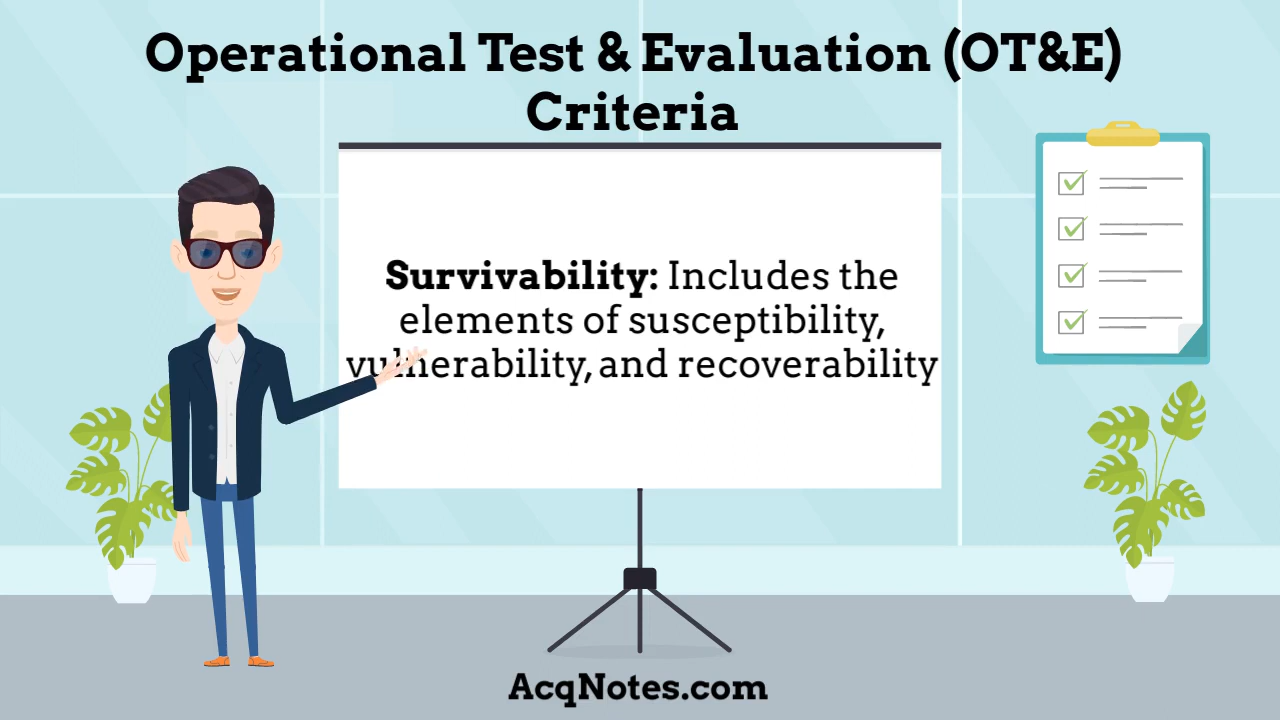 Operational Test & Evaluation (OT&E)
Criteria
Survivability: Includes the
elements of susceptibility,
vulnerability, and recoverability
AcqNotes.com